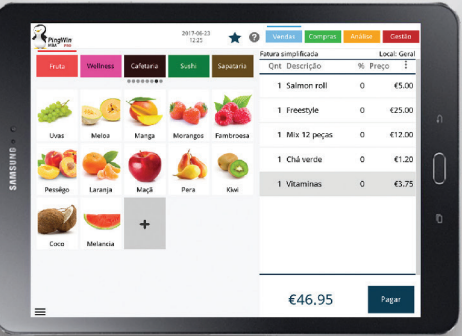 PingWin
2017-06-23
12:25
Vendas Compras Análise Gestão
Fatura simplificada Local: Geral
Fruta Wellness Cafetaria Sushi Sapataria
Qnt Descrição % Preço
1 Salmon roll 0 €5.00
1 Freestyle 0 €25.00
1 Mix 12 peças 0 €12.00
1 Chá verde 0 €1.20
1 Vitaminas 0 €3.75
Uvas Meloa Manga Morangos Fambroesa
Pessêgo Laranja Maçã Pera Kiwi
Coco Melancia
€46.95 Pagar
SAMSUNG